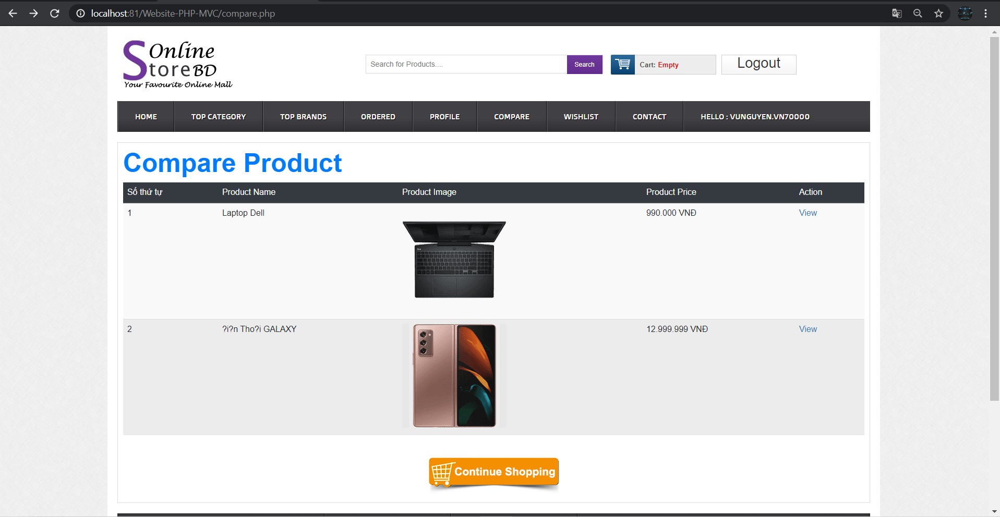 localhost:81/Website-PHP-MVC/compare.php
Online
Store BD
Your Favourite Online Mall
Search for Products....
Search
Cart: Empty
Logout
HOME TOP CATEGORY TOP BRANDS ORDERED PROFILE COMPARE WISHLIST CONTACT HELLO : VUNGUYEN.VN70000
Compare Product
Số thứ tự Product Name Product Image Product Price Action
1 Laptop Dell 990.000 VNĐ View
2 ?i?n Tho?i GALAXY 12.999.999 VNĐ View
Continue Shopping